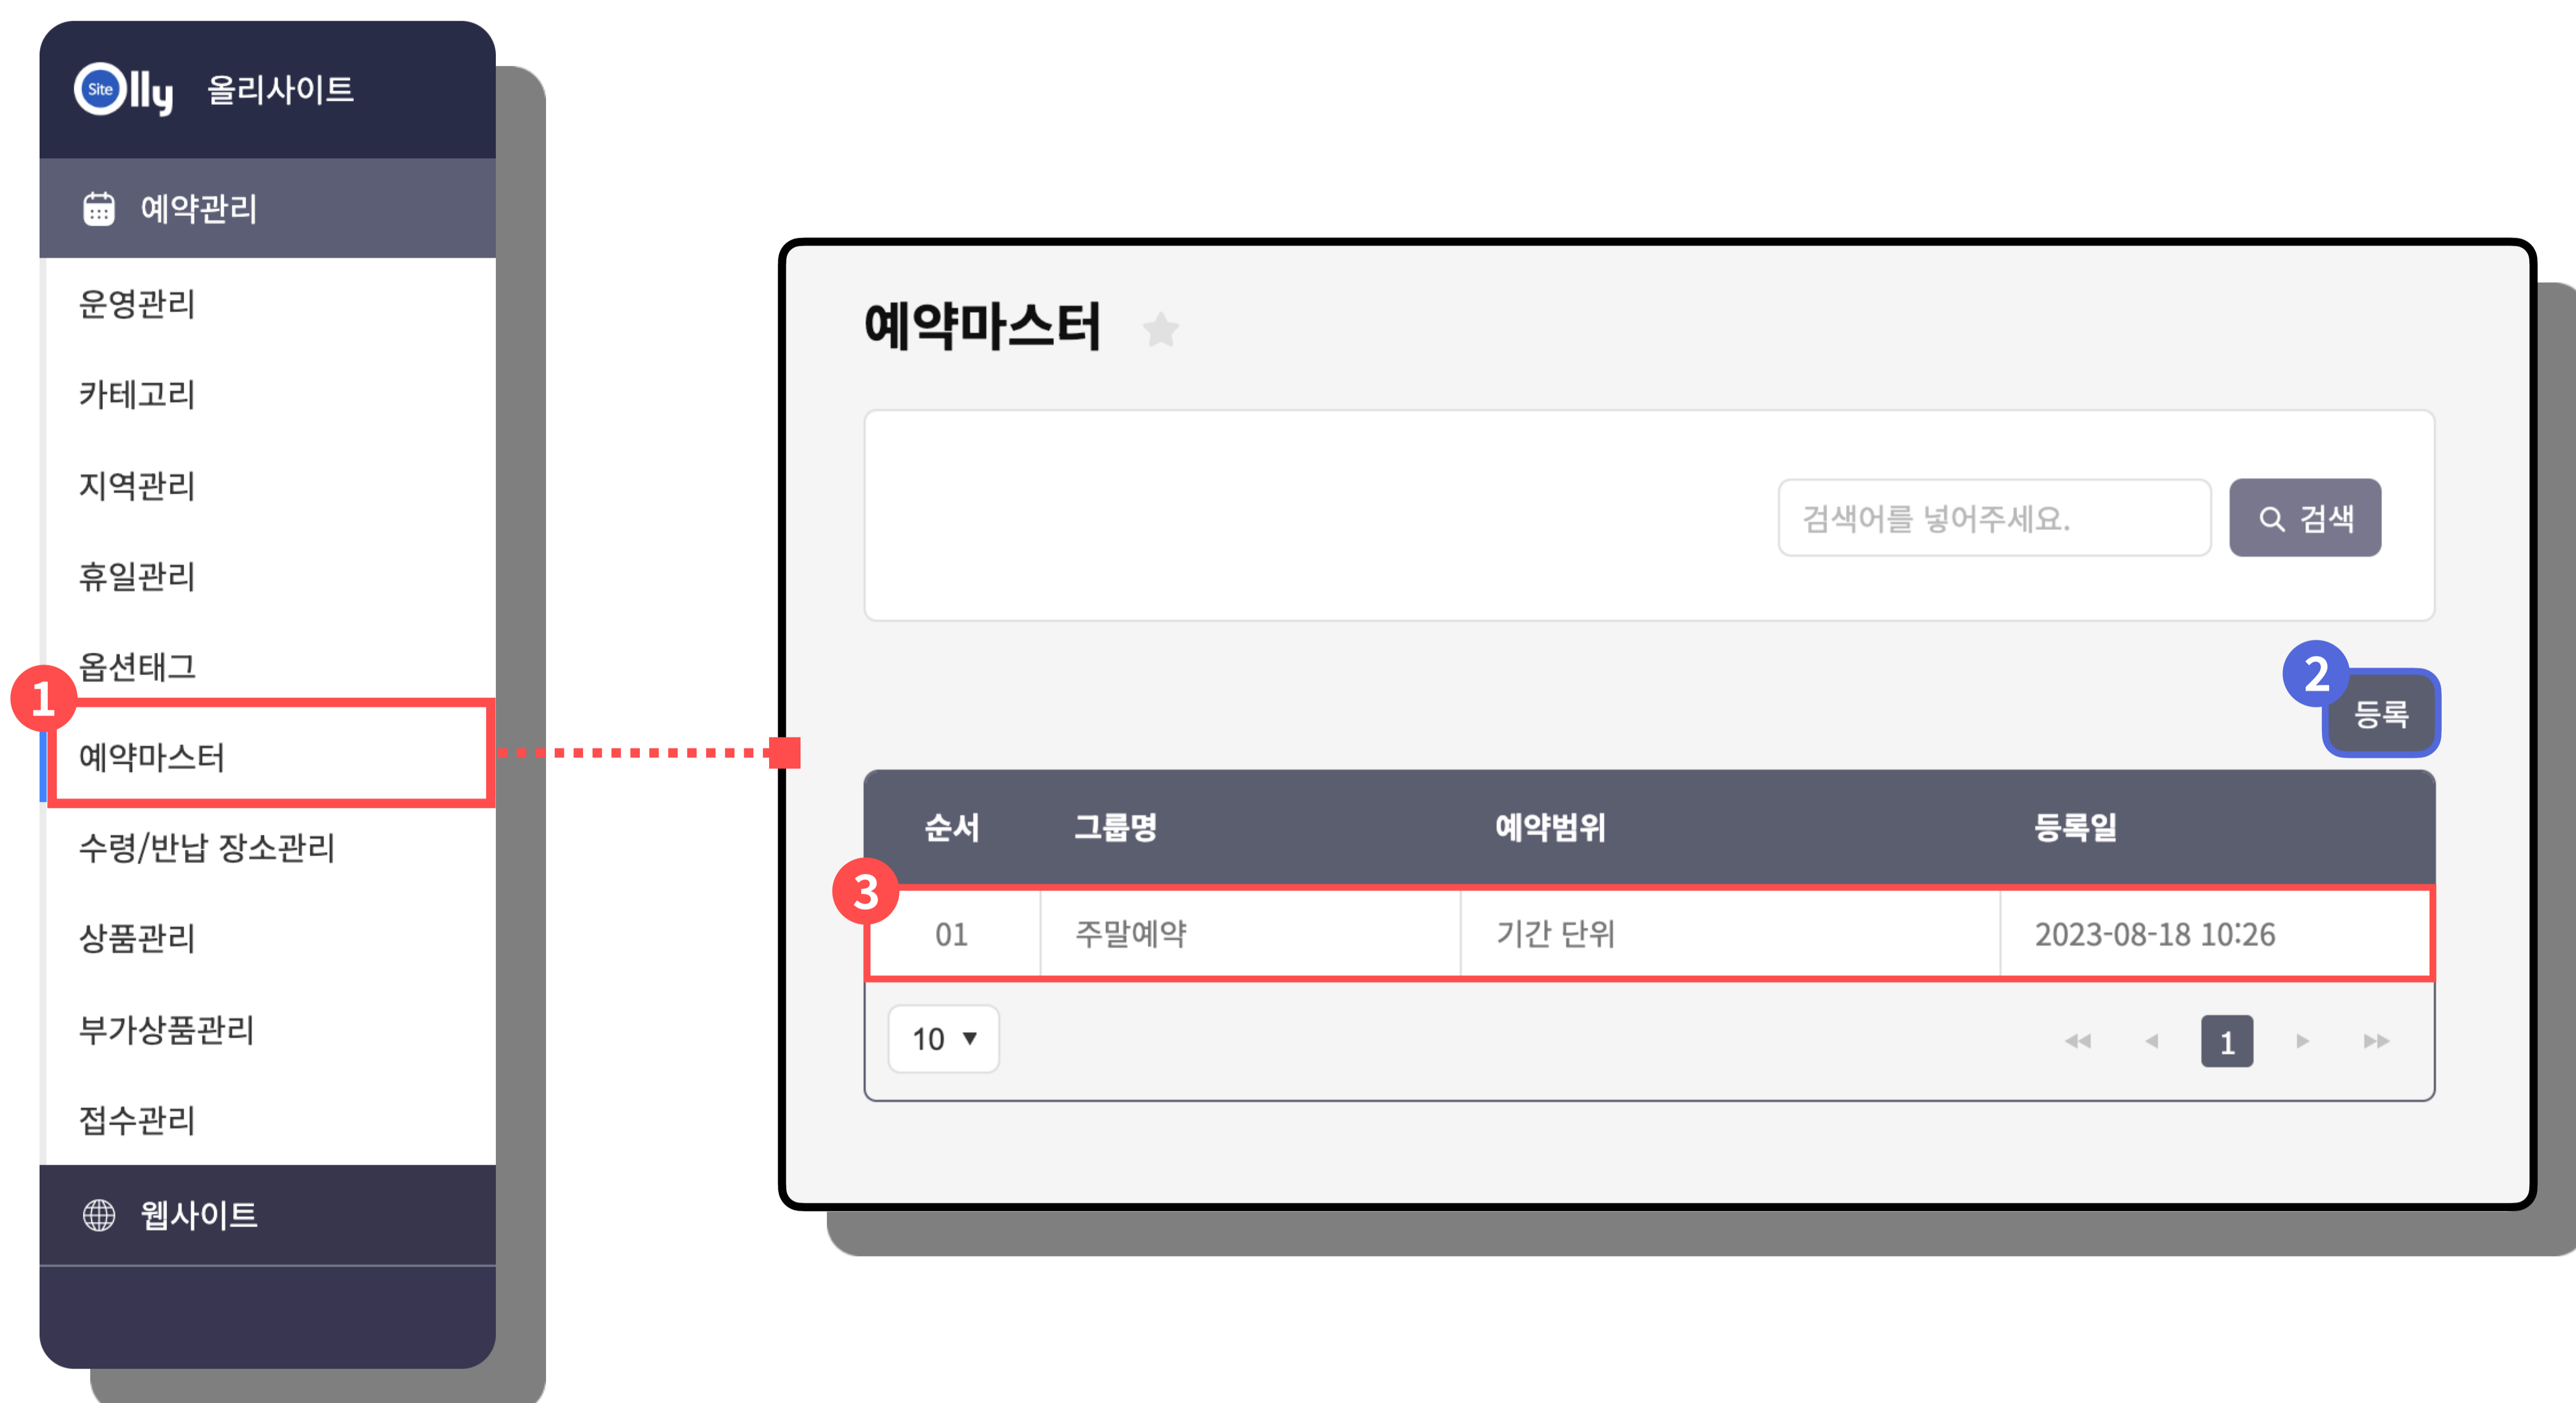 Site Olly 올리사이트
예약관리
운영관리
카테고리
지역관리
휴일관리
옵션태그
1
예약마스터
수령/반납 장소관리
상품관리
부가상품관리
접수관리
웹사이트
예약마스터
검색어를 넣어주세요.
검색
2
등록
순서 그룹명 예약범위 등록일
3
01 주말예약 기간 단위 2023-08-18 10:26
10
1